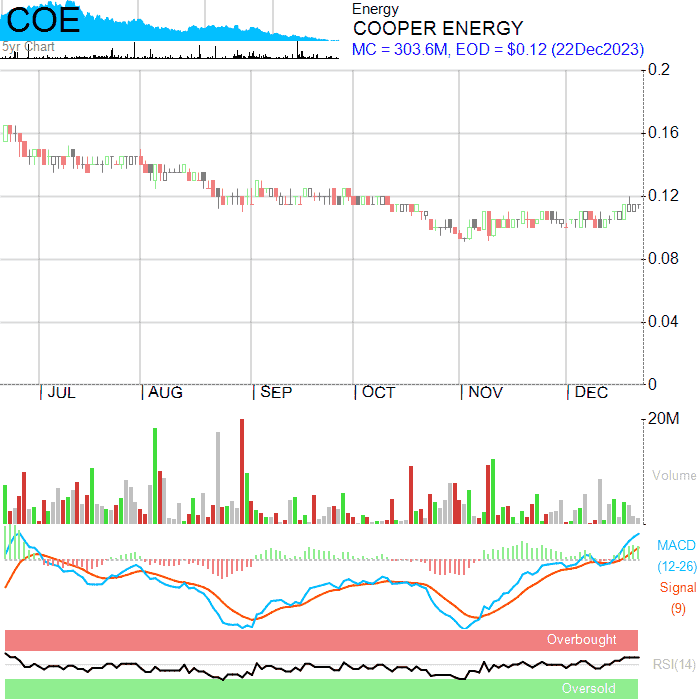 COE
5yr Chart
Energy
COOPER ENERGY
MC = 303.6M, EOD = $0.12 (22Dec2023)
0.2
0.16
0.12
0.08
0.04
0
JUL AUG SEP OCT NOV DEC
20M
Volume
MACD
(12-26)
Signal
(9)
Overbought
RSI(14)
Oversold